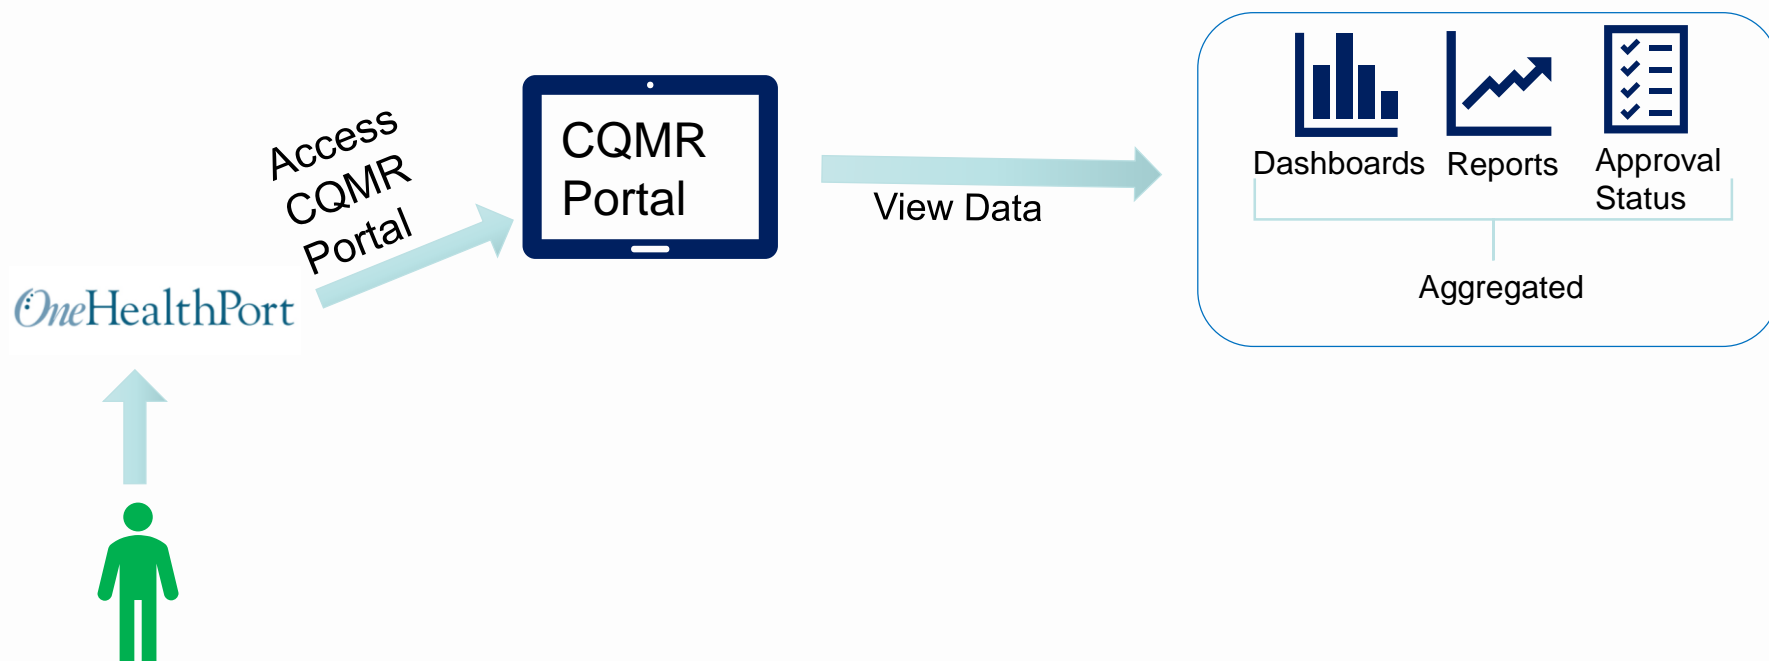 Access
CQMR
Portal
OneHealthPort
CQMR
Portal
View Data
Dashboards
Reports
Approval
Status
Aggregated